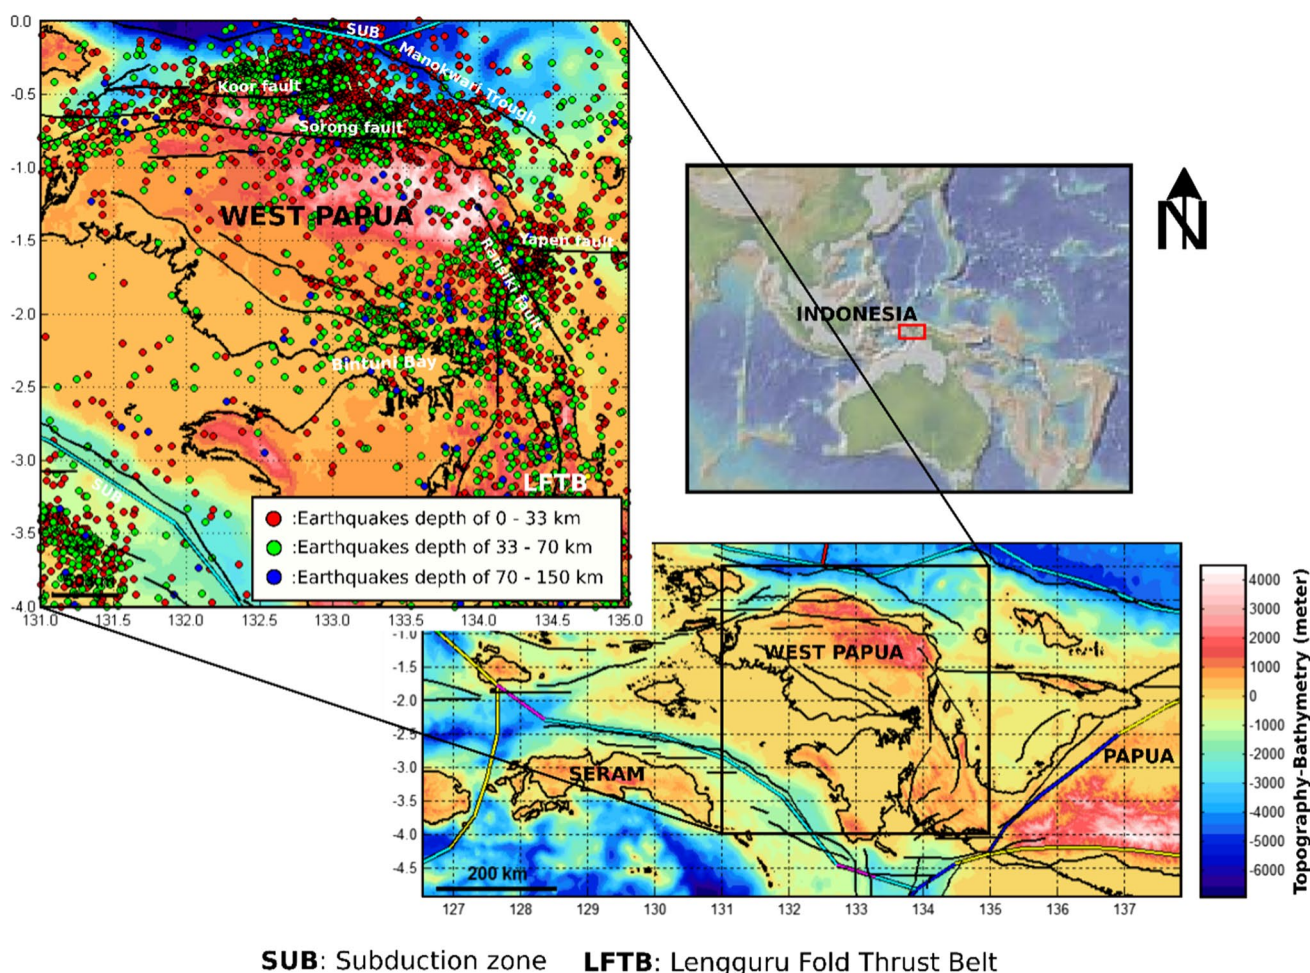 0.0
-0.5
-1.0
-1.5
-2.0
-2.5
-3.0
-3.5
-4.0
SUB
Manokwari Trough
Koor fault
Sorong fault
WEST PAPUA
Yapen fault
Ransiki fault
Bintuni Bay
SUB
LFTB
:Earthquakes depth of 0 - 33 km
:Earthquakes depth of 33 - 70 km
:Earthquakes depth of 70 - 150 km
131.0 131.5 132.0 132.5 133.0 133.5 134.0 134.5 135.0
N
INDONESIA
-1.0
-1.5
-2.0
-2.5
-3.0
-3.5
-4.0
-4.5
WEST PAPUA
PAPUA
SERAM
200 km
127 128 129 130 131 132 133 134 135 136 137
4000
3000
2000
1000
0
-1000
-2000
-3000
-4000
-5000
-6000
Topography-Bathymetry (meter)
SUB: Subduction zone LFTB: Lengguru Fold Thrust Belt